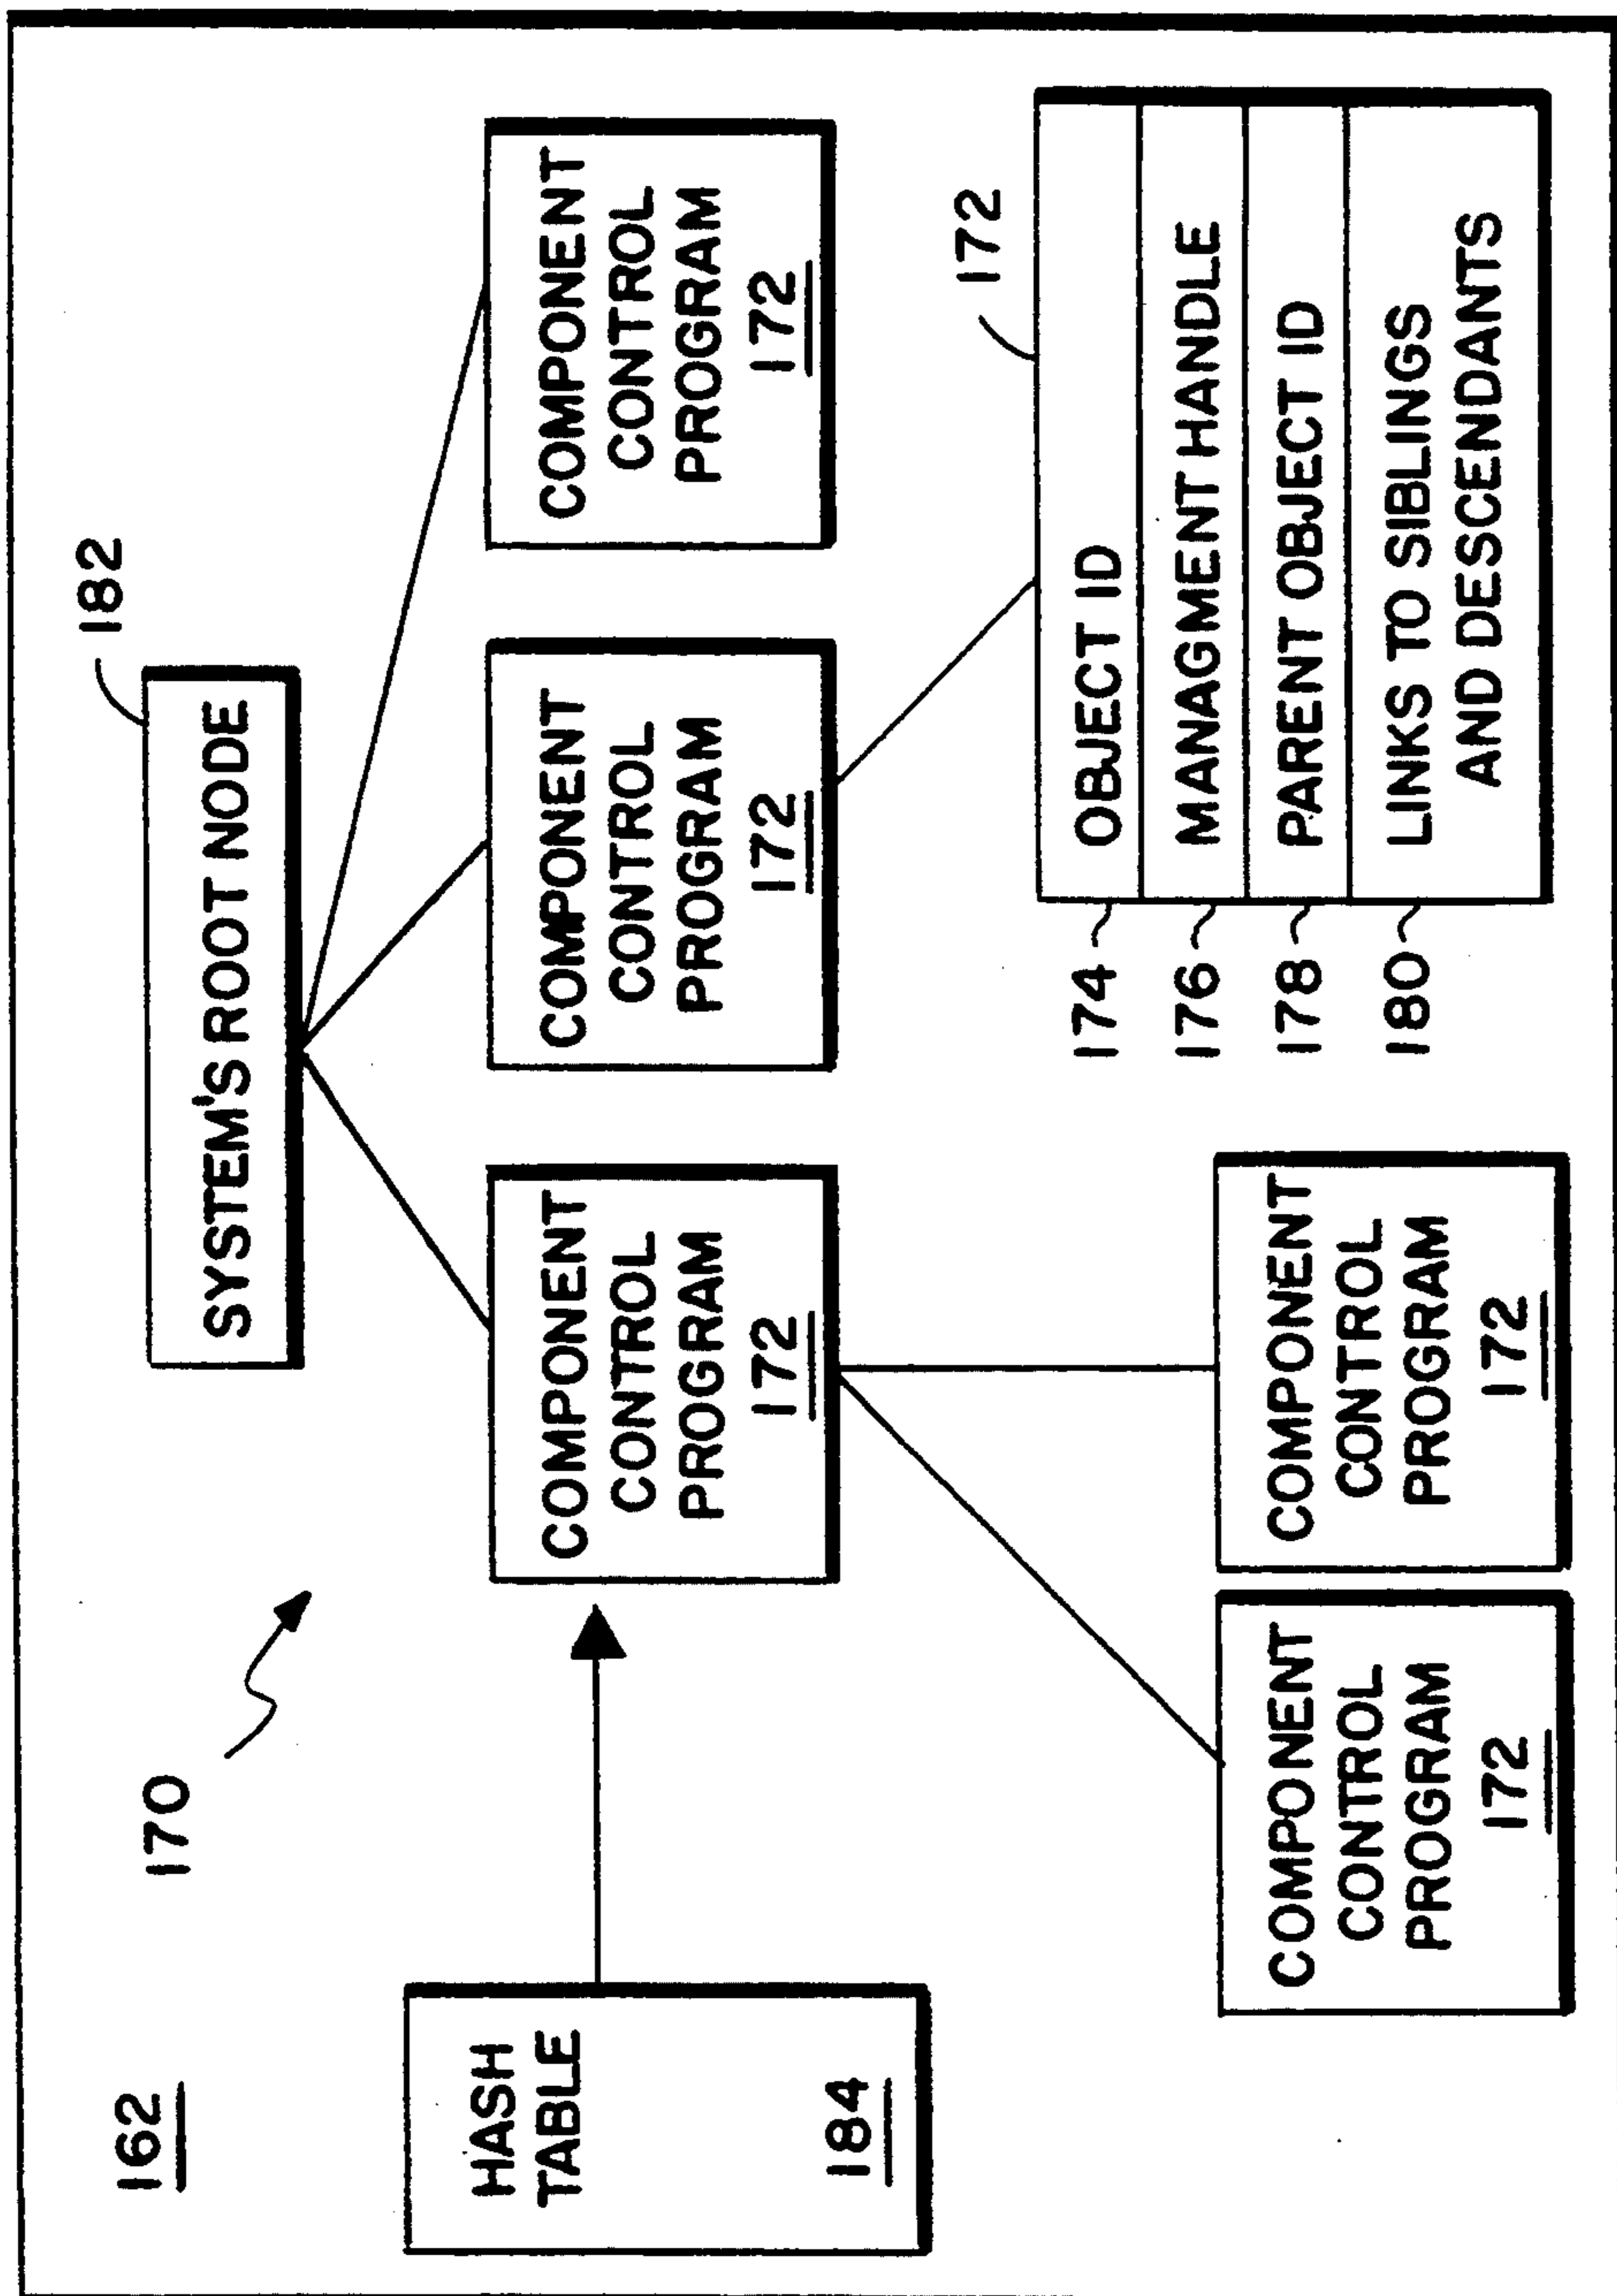 162
170
182
SYSTEM'S ROOT NODE
HASH
TABLE
184
COMPONENT
CONTROL
PROGRAM
172
COMPONENT
CONTROL
PROGRAM
172
COMPONENT
CONTROL
PROGRAM
172
COMPONENT
CONTROL
PROGRAM
172
COMPONENT
CONTROL
PROGRAM
172
172
174
OBJECT ID
176
MANAGMENT HANDLE
178
PARENT OBJECT ID
180
LINKS TO SIBLINGS
AND DESCENDANTS